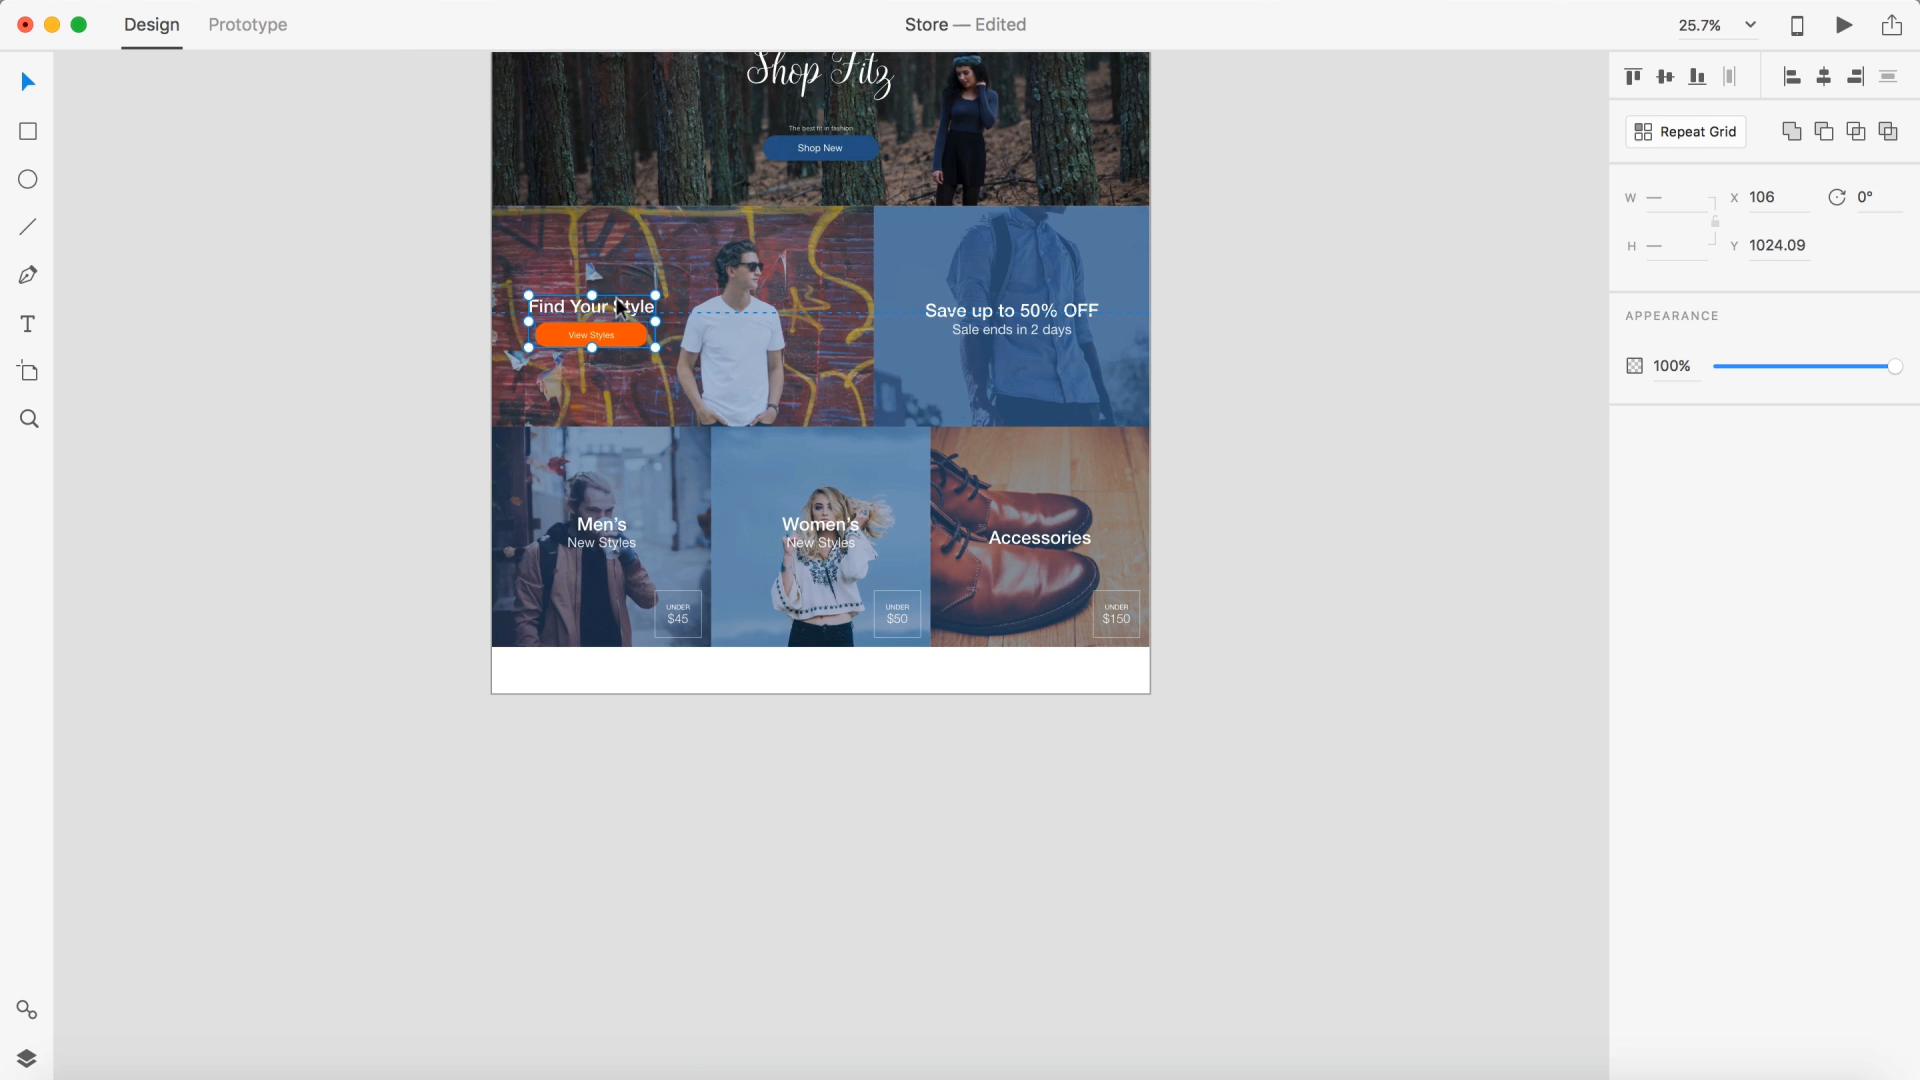 Design
Prototype
Store — Edited
25.7%
Shop Fitz
The best fit in fashion
Shop New
Repeat Grid
W —
X 106
0°
H —
Y 1024.09
APPEARANCE
100%
Find Your Style
View Styles
Save up to 50% OFF
Sale ends in 2 days
Men's
New Styles
UNDER
$45
Women's
New Styles
UNDER
$50
Accessories
UNDER
$150